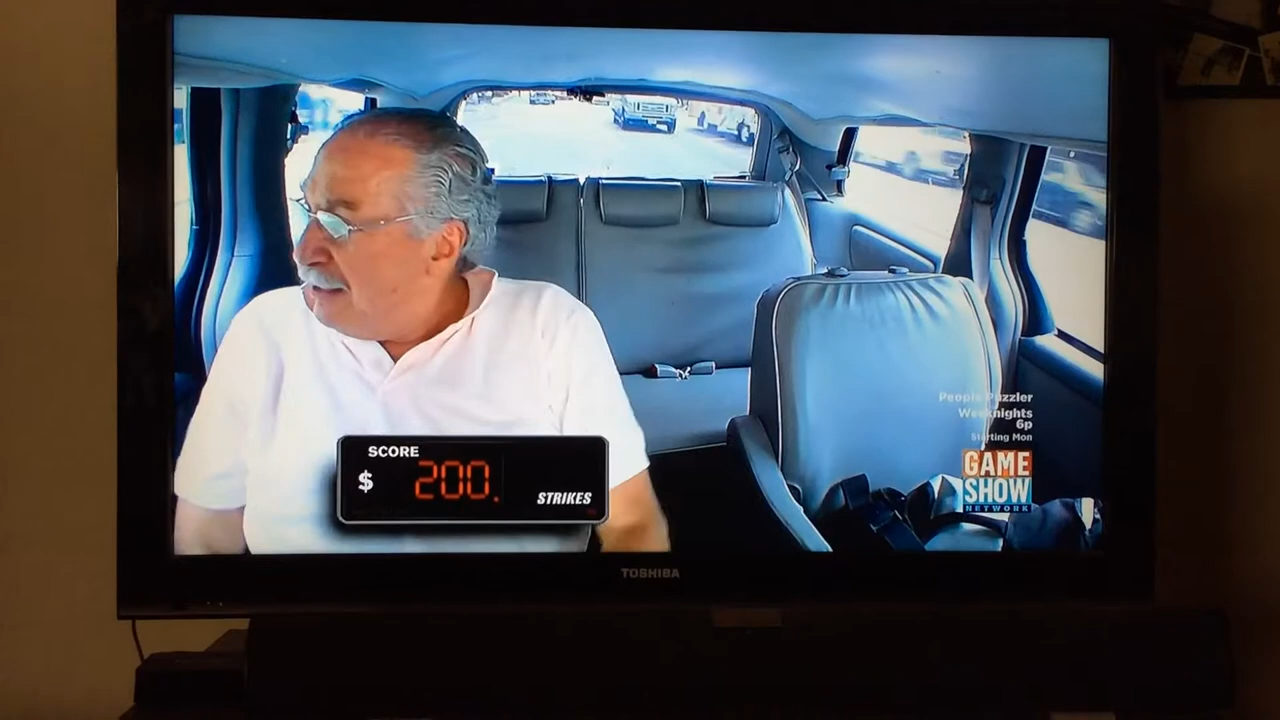 SCORE
$ 200.
STRIKES
People Puzzler
Weeknights
6p
Starting Mon
GAME
SHOW
NETWORK
TOSHIBA